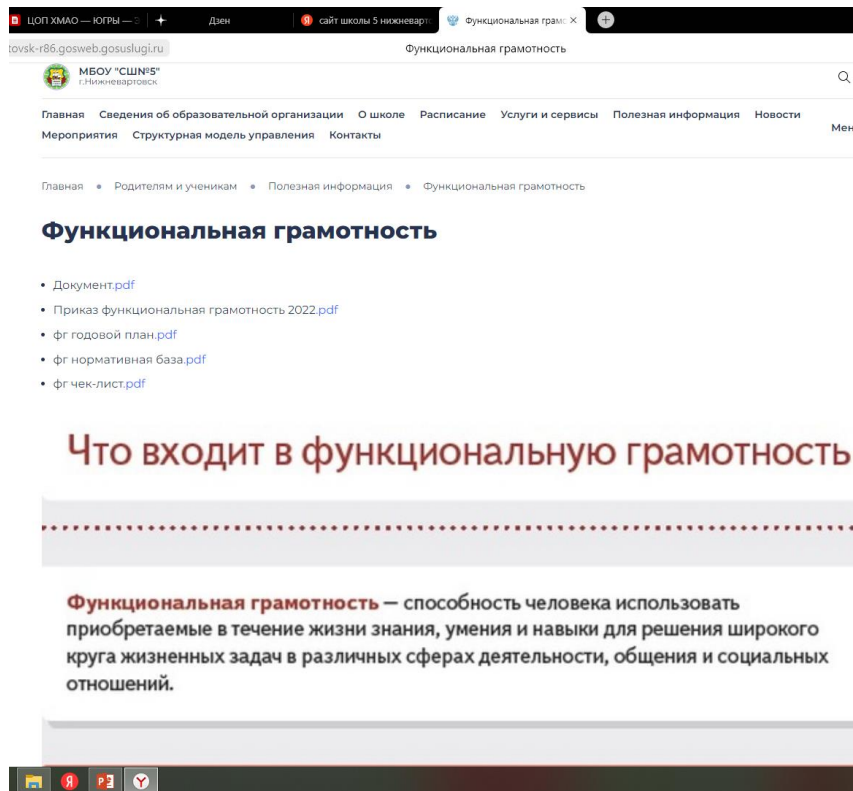 ЦОП ХМАО — ЮГРЫ — Э
Дзен
сайт школы 5 нижневарто
Функциональная грамо
tovsk-r86.gosweb.gosuslugi.ru
Функциональная грамотность
МБОУ "СШ№5"
г.Нижневартовск
Главная Сведения об образовательной организации О школе Расписание Услуги и сервисы Полезная информация Новости
Мероприятия Структурная модель управления Контакты
Мен
Главная • Родителям и ученикам • Полезная информация • Функциональная грамотность
Функциональная грамотность
• Документ.pdf
• Приказ функциональная грамотность 2022.pdf
• фг годовой план.pdf
• фг нормативная база.pdf
• фг чек-лист.pdf
Что входит в функциональную грамотность
Функциональная грамотность — способность человека использовать
приобретаемые в течение жизни знания, умения и навыки для решения широкого
круга жизненных задач в различных сферах деятельности, общения и социальных
отношений.